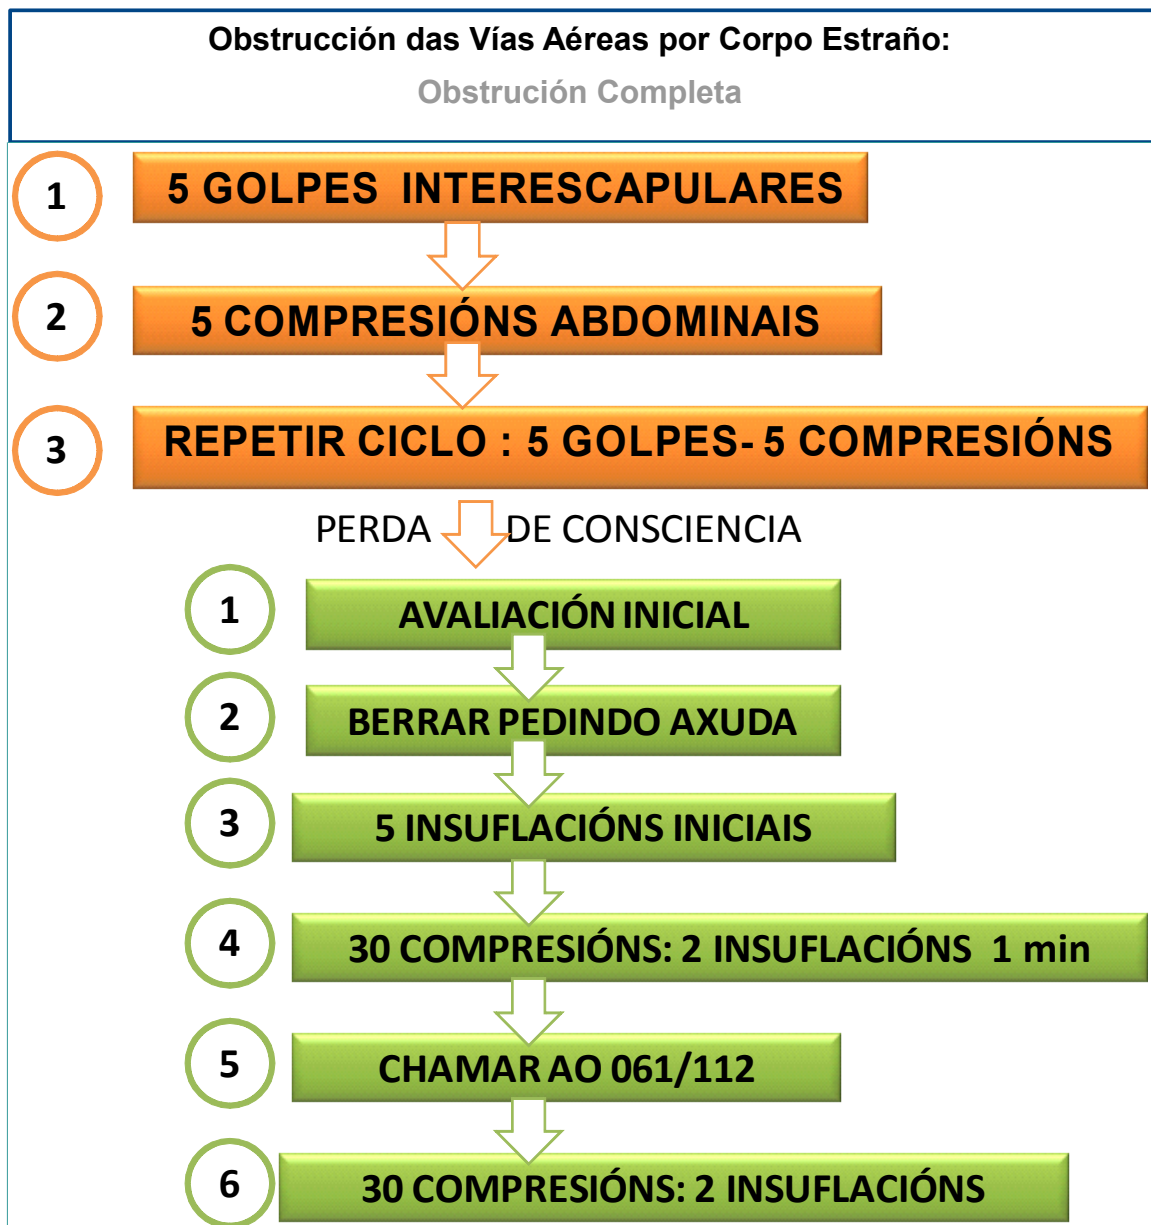 Obstrucción das Vías Aéreas por Corpo Estraño:
Obstrución Completa
1
5 GOLPES INTERESCAPULARES
2
5 COMPRESIÓNS ABDOMINAIS
3
REPETIR CICLO : 5 GOLPES- 5 COMPRESIÓNS
PERDA DE CONSCIENCIA
1
AVALIACIÓN INICIAL
2
BERRAR PEDINDO AXUDA
3
5 INSUFLACIÓNS INICIAIS
4
30 COMPRESIÓNS: 2 INSUFLACIÓNS 1 min
5
CHAMAR AO 061/112
6
30 COMPRESIÓNS: 2 INSUFLACIÓNS